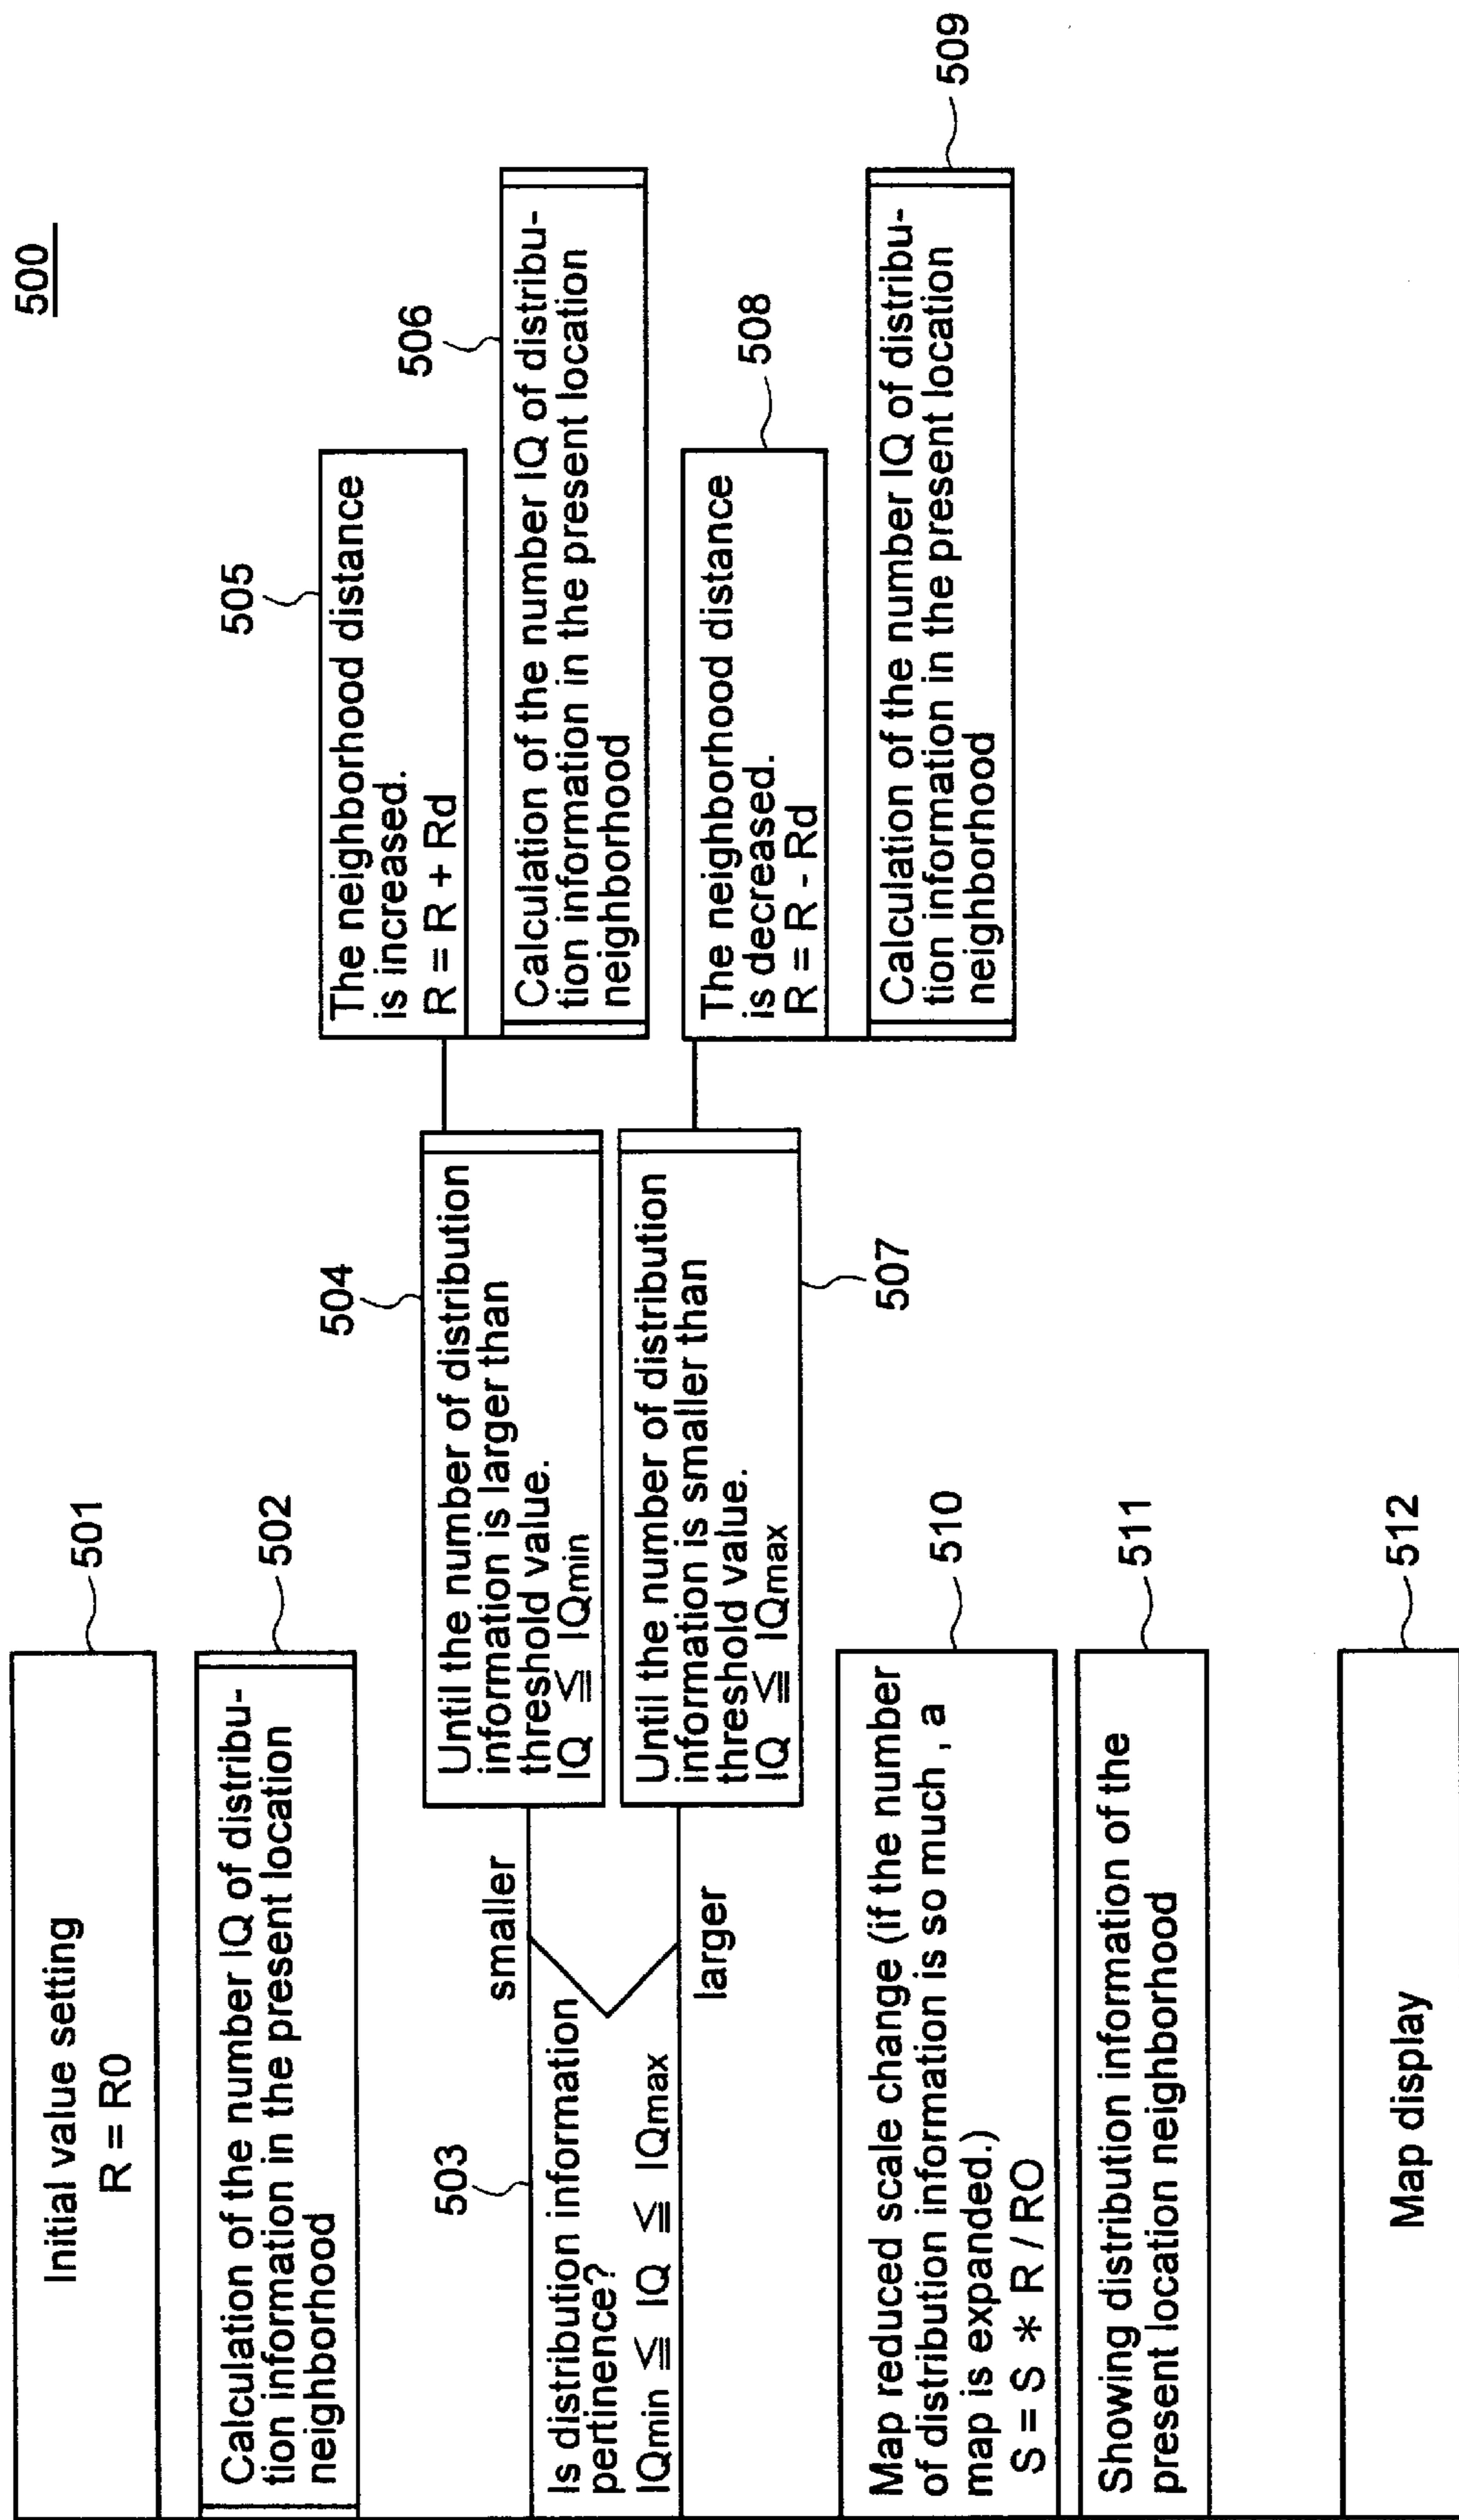 500
Initial value setting
R = R0
501
Calculation of the number IQ of distribu-
tion information in the present location
neighborhood
502
503
Is distribution information
pertinence?
IQmin ≦ IQ ≦ IQmax
smaller
larger
504
Until the number of distribution
information is larger than
threshold value.
IQ ≦ IQmin
505
The neighborhood distance
is increased.
R = R + Rd
506
Calculation of the number IQ of distribu-
tion information in the present location
neighborhood
Until the number of distribution
information is smaller than
threshold value.
IQ ≦ IQmax
507
The neighborhood distance
is decreased.
R = R - Rd
508
Calculation of the number IQ of distribu-
tion information in the present location
neighborhood
509
Map reduced scale change (if the number
of distribution information is so much , a
map is expanded.)
S = S * R / RO
510
Showing distribution information of the
present location neighborhood
511
Map display
512